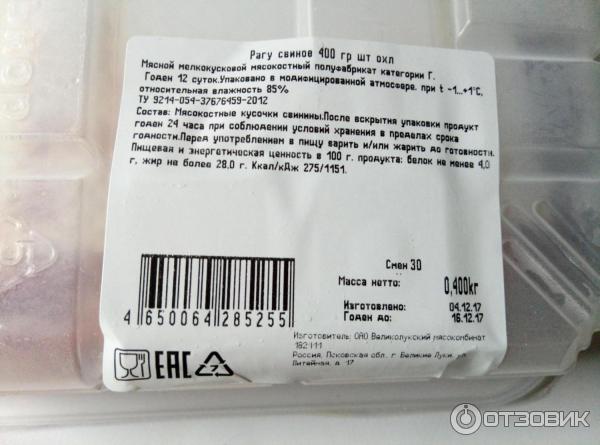 Рагу свиное 400 гр шт охл
Мясной мелкокусковой мясокостный полуфабрикат категории Г.
Годен 12 суток.Упаковано в модифицированной атмосфере. при t -1...+1°С,
относительная влажность 85%
ТУ 9214-054-37676459-2012
Состав: Мясокостные кусочки свинины.После вскрытия упаковки продукт
годен 24 часа при соблюдении условий хранения в пределах срока
годности.Перед употреблением в пищу варить и/или жарить до готовности.
Пищевая и энергетическая ценность в 100 г. продукта: белок не менее 4,0
г, жир не более 28,0 г. Ккал/кДж 275/1151.
Смен 30
Масса нетто: 0,400кг
Изготовлено: 04.12.17
Годен до: 16.12.17
4 650064 285255
Изготовитель: ОАО Великолукский мясокомбинат
182111
Россия, Псковская обл., г. Великие Луки, ул.
Литейная, д. 17
EAC
7
ОТЗОВИК